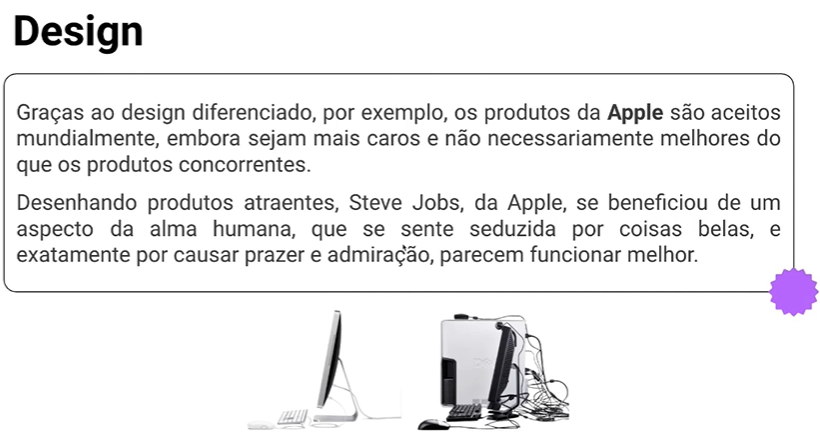 Design
Graças ao design diferenciado, por exemplo, os produtos da Apple são aceitos
mundialmente, embora sejam mais caros e não necessariamente melhores do
que os produtos concorrentes.
Desenhando produtos atraentes, Steve Jobs, da Apple, se beneficiou de um
aspecto da alma humana, que se sente seduzida por coisas belas, e
exatamente por causar prazer e admiração, parecem funcionar melhor.